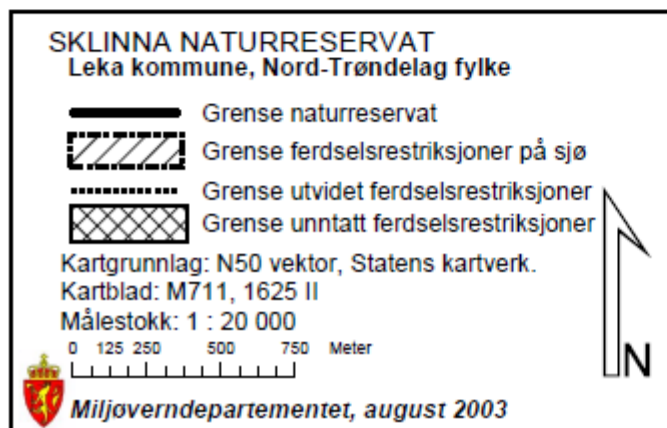 SKLINNA NATURRESERVAT
Leka kommune, Nord-Trøndelag fylke
Grense naturreservat
Grense ferdselsrestriksjoner på sjø
Grense utvidet ferdselsrestriksjoner
Grense unntatt ferdselsrestriksjoner
Kartgrunnlag: N50 vektor, Statens kartverk.
Kartblad: M711, 1625 II
Målestokk: 1 : 20 000
0 125 250 500 750 Meter
N
Miljøverndepartementet, august 2003